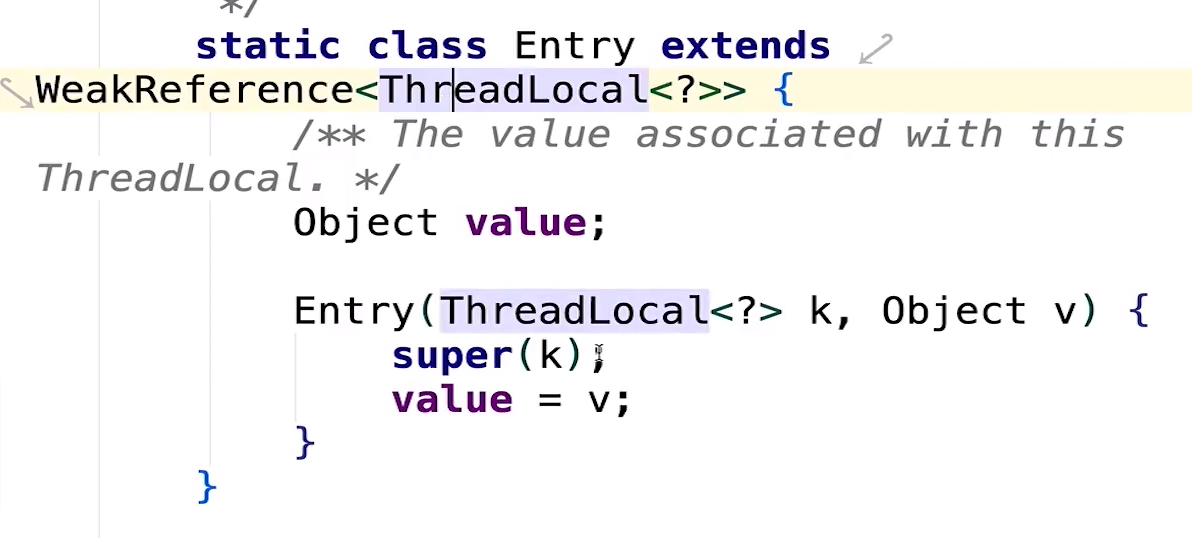 */
static class Entry extends
WeakReference<ThreadLocal<?>> {
/** The value associated with this
ThreadLocal. */
Object value;
Entry(ThreadLocal<?> k, Object v) {
super(k);
value = v;
}
}